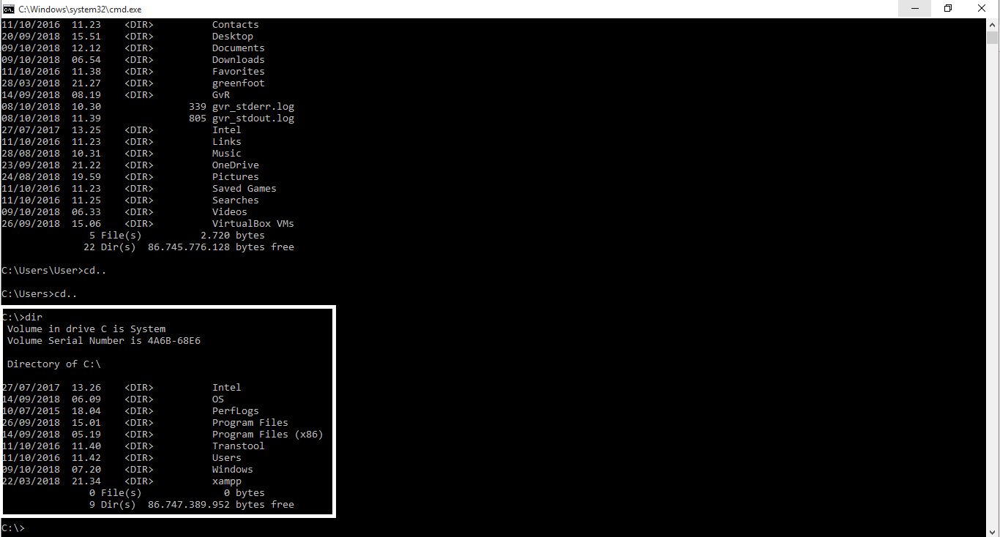 C:\Windows\system32\cmd.exe
11/10/2016  11.23    <DIR>          Contacts
20/09/2018  15.51    <DIR>          Desktop
09/10/2018  12.12    <DIR>          Documents
09/10/2018  06.54    <DIR>          Downloads
11/10/2016  11.38    <DIR>          Favorites
28/03/2018  21.27    <DIR>          greenfoot
14/09/2018  08.19    <DIR>          GvR
08/10/2018  10.30               339 gvr_stderr.log
08/10/2018  11.39               805 gvr_stdout.log
27/07/2017  13.25    <DIR>          Intel
11/10/2016  11.23    <DIR>          Links
28/08/2018  10.31    <DIR>          Music
23/09/2018  21.22    <DIR>          OneDrive
24/08/2018  19.59    <DIR>          Pictures
11/10/2016  11.23    <DIR>          Saved Games
11/10/2016  11.25    <DIR>          Searches
09/10/2018  06.33    <DIR>          Videos
26/09/2018  15.06    <DIR>          VirtualBox VMs
               5 File(s)          2.720 bytes
              22 Dir(s)  86.745.776.128 bytes free
C:\Users\User>cd..
C:\Users>cd..
C:\>dir
 Volume in drive C is System
 Volume Serial Number is 4A6B-68E6
 Directory of C:\
27/07/2017  13.26    <DIR>          Intel
14/09/2018  06.09    <DIR>          OS
10/07/2015  18.04    <DIR>          PerfLogs
26/09/2018  15.01    <DIR>          Program Files
14/09/2018  05.19    <DIR>          Program Files (x86)
11/10/2016  11.40    <DIR>          Transtool
11/10/2016  11.42    <DIR>          Users
09/10/2018  07.20    <DIR>          Windows
22/03/2018  21.34    <DIR>          xampp
               0 File(s)              0 bytes
               9 Dir(s)  86.747.389.952 bytes free
C:\>